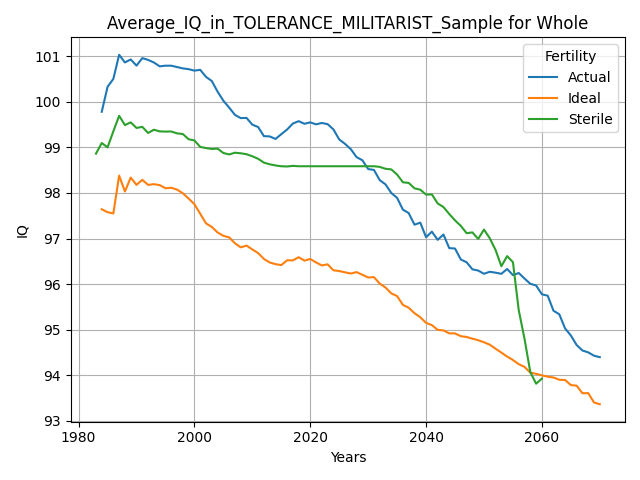 Average_IQ_in_TOLERANCE_MILITARIST_Sample for Whole
Fertility
Actual
Ideal
Sterile
IQ
101
100
99
98
97
96
95
94
93
1980
2000
2020
2040
2060
Years